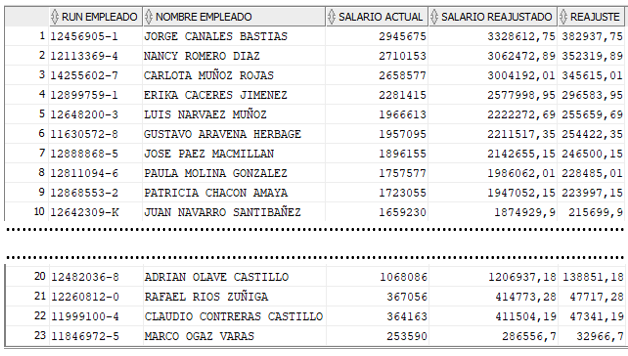 RUN EMPLEADO NOMBRE EMPLEADO SALARIO ACTUAL SALARIO REAJUSTADO REAJUSTE
1 12456905-1 JORGE CANALES BASTIAS 2945675 3328612,75 382937,75
2 12113369-4 NANCY ROMERO DIAZ 2710153 3062472,89 352319,89
3 14255602-7 CARLOTA MUÑOZ ROJAS 2658577 3004192,01 345615,01
4 12899759-1 ERIKA CACERES JIMENEZ 2281415 2577998,95 296583,95
5 12648200-3 LUIS NARVAEZ MUÑOZ 1966613 2222272,69 255659,69
6 11630572-8 GUSTAVO ARAVENA HERBAGE 1957095 2211517,35 254422,35
7 12888868-5 JOSE PAEZ MACMILLAN 1896155 2142655,15 246500,15
8 12811094-6 PAULA MOLINA GONZALEZ 1757577 1986062,01 228485,01
9 12868553-2 PATRICIA CHACON AMAYA 1723055 1947052,15 223997,15
10 12642309-K JUAN NAVARRO SANTIBAÑEZ 1659230 1874929,9 215699,9
20 12482036-8 ADRIAN OLAVE CASTILLO 1068086 1206937,18 138851,18
21 12260812-0 RAFAEL RIOS ZUÑIGA 367056 414773,28 47717,28
22 11999100-4 CLAUDIO CONTRERAS CASTILLO 364163 411504,19 47341,19
23 11846972-5 MARCO OGAZ VARAS 253590 286556,7 32966,7